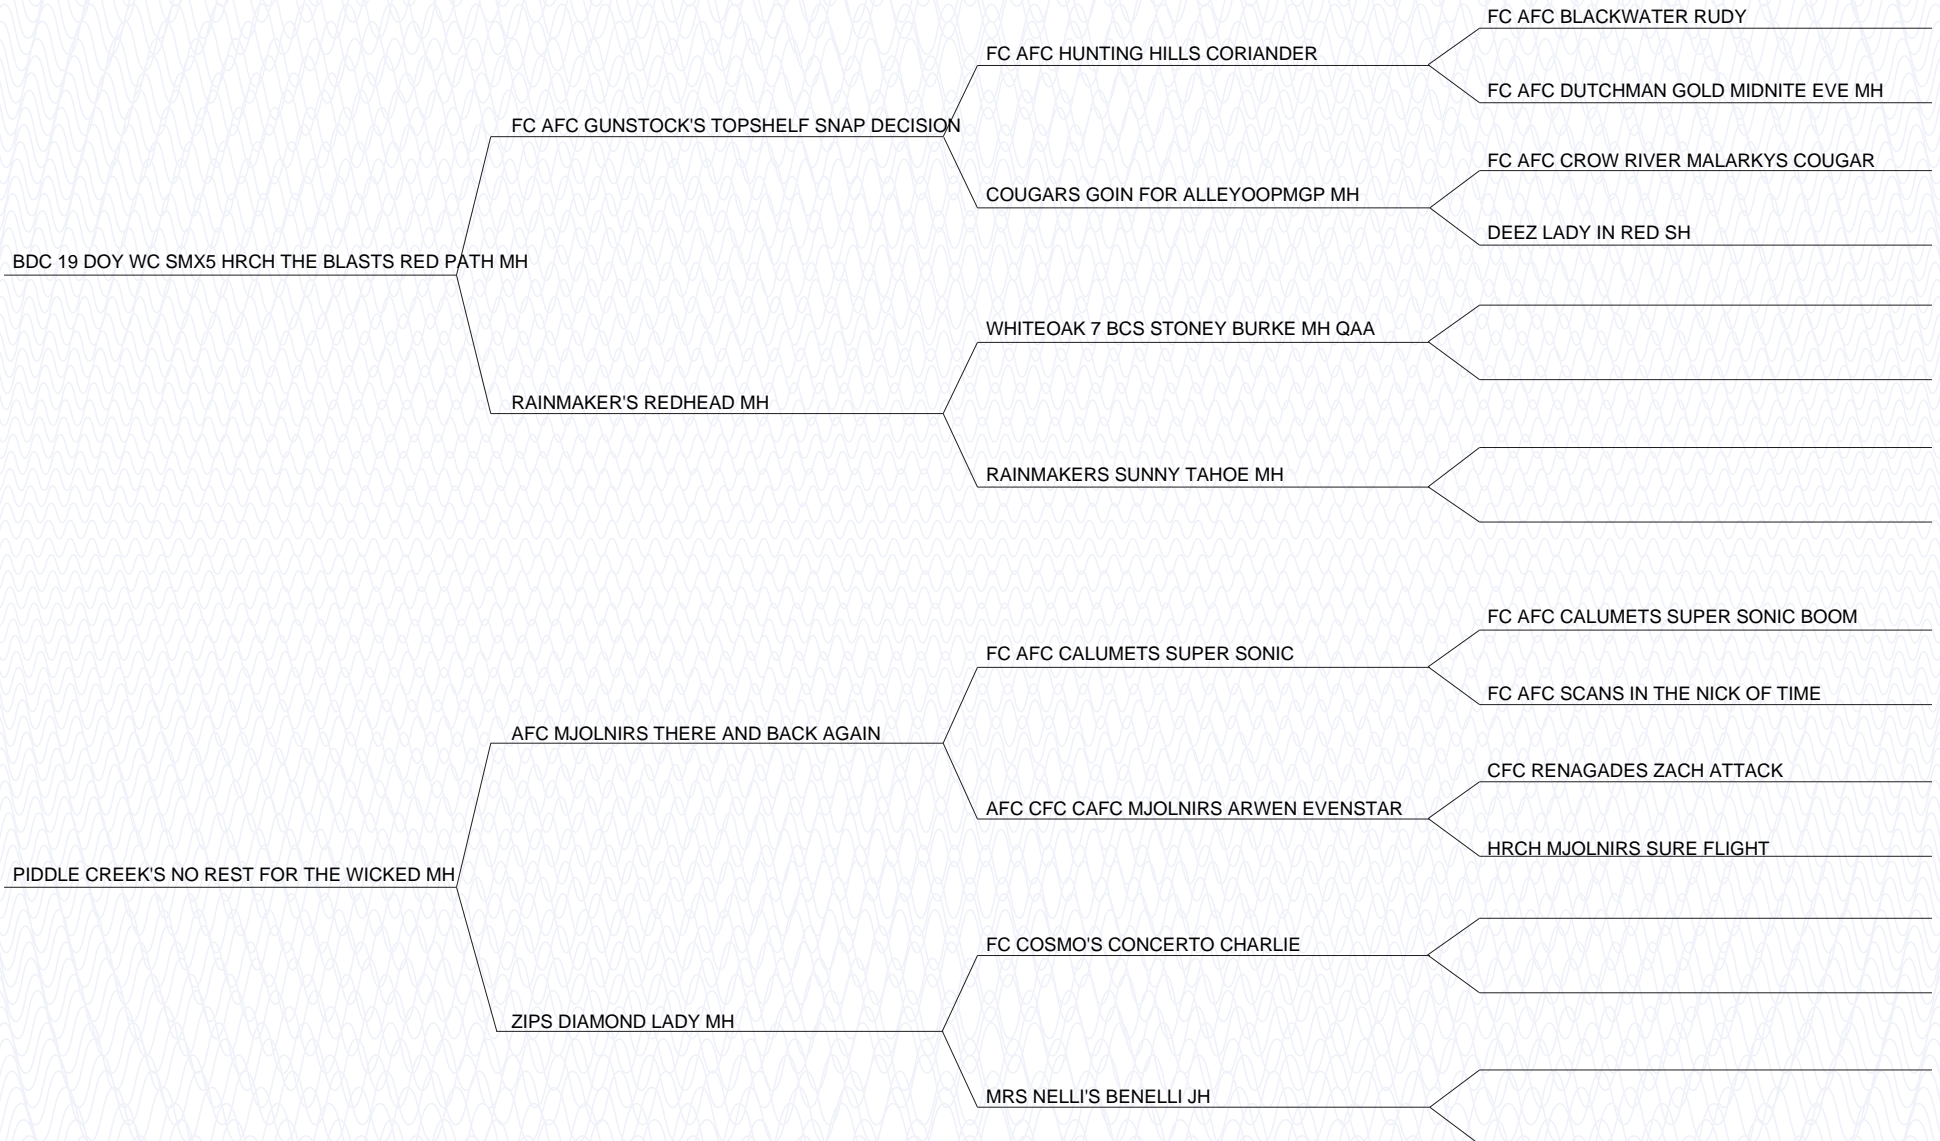 FC AFC BLACKWATER RUDY
FC AFC HUNTING HILLS CORIANDER
FC AFC DUTCHMAN GOLD MIDNITE EVE MH
FC AFC GUNSTOCK'S TOPSHELF SNAP DECISION
FC AFC CROW RIVER MALARKYS COUGAR
COUGARS GOIN FOR ALLEYOOPMGP MH
DEEZ LADY IN RED SH
BDC 19 DOY WC SMX5 HRCH THE BLASTS RED PATH MH
WHITEOAK 7 BCS STONEY BURKE MH QAA
RAINMAKER'S REDHEAD MH
RAINMAKERS SUNNY TAHOE MH
FC AFC CALUMETS SUPER SONIC BOOM
FC AFC CALUMETS SUPER SONIC
FC AFC SCANS IN THE NICK OF TIME
AFC MJOLNIRS THERE AND BACK AGAIN
CFC RENAGADES ZACH ATTACK
AFC CFC CAFC MJOLNIRS ARWEN EVENSTAR
HRCH MJOLNIRS SURE FLIGHT
PIDDLE CREEK'S NO REST FOR THE WICKED MH
FC COSMO'S CONCERTO CHARLIE
ZIPS DIAMOND LADY MH
MRS NELLI'S BENELLI JH